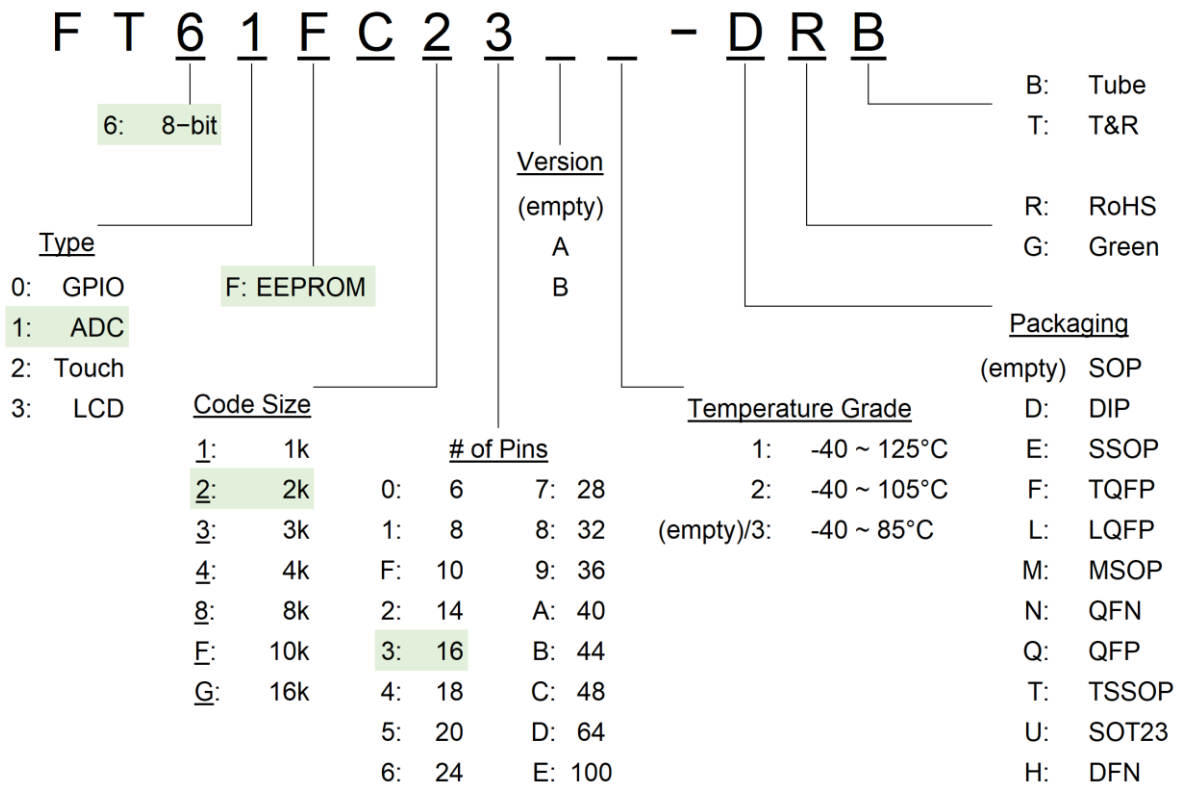 F T 6 1 F C 2 3 _ _ - D R B
B: Tube
6: 8-bit
T: T&R
Version
(empty)
A
B
R: RoHS
G: Green
Type
0: GPIO
1: ADC
2: Touch
3: LCD
F: EEPROM
Packaging
(empty) SOP
D: DIP
E: SSOP
F: TQFP
L: LQFP
M: MSOP
N: QFN
Q: QFP
T: TSSOP
U: SOT23
H: DFN
Code Size
1: 1k
2: 2k
3: 3k
4: 4k
8: 8k
F: 10k
G: 16k
# of Pins
0: 6 7: 28
1: 8 8: 32
F: 10 9: 36
2: 14 A: 40
3: 16 B: 44
4: 18 C: 48
5: 20 D: 64
6: 24 E: 100
Temperature Grade
1: -40 ~ 125°C
2: -40 ~ 105°C
(empty)/3: -40 ~ 85°C